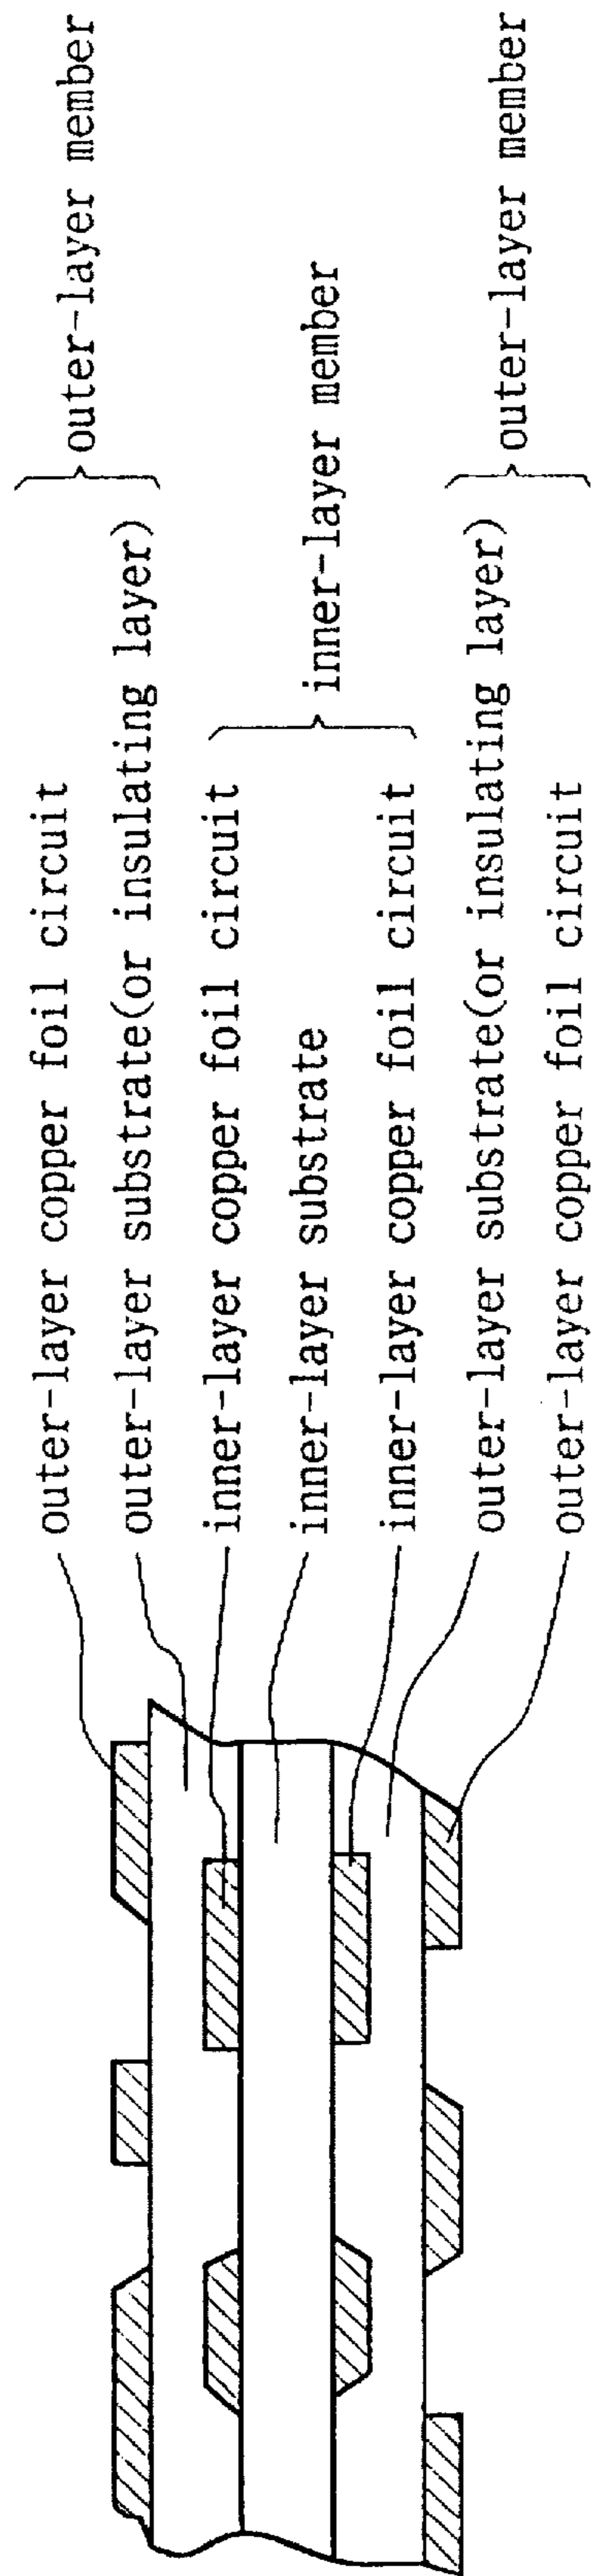 outer-layer copper foil circuit
outer-layer substrate(or insulating layer)
outer-layer member
inner-layer copper foil circuit
inner-layer substrate
inner-layer member
inner-layer copper foil circuit
outer-layer substrate(or insulating layer)
outer-layer member
outer-layer copper foil circuit